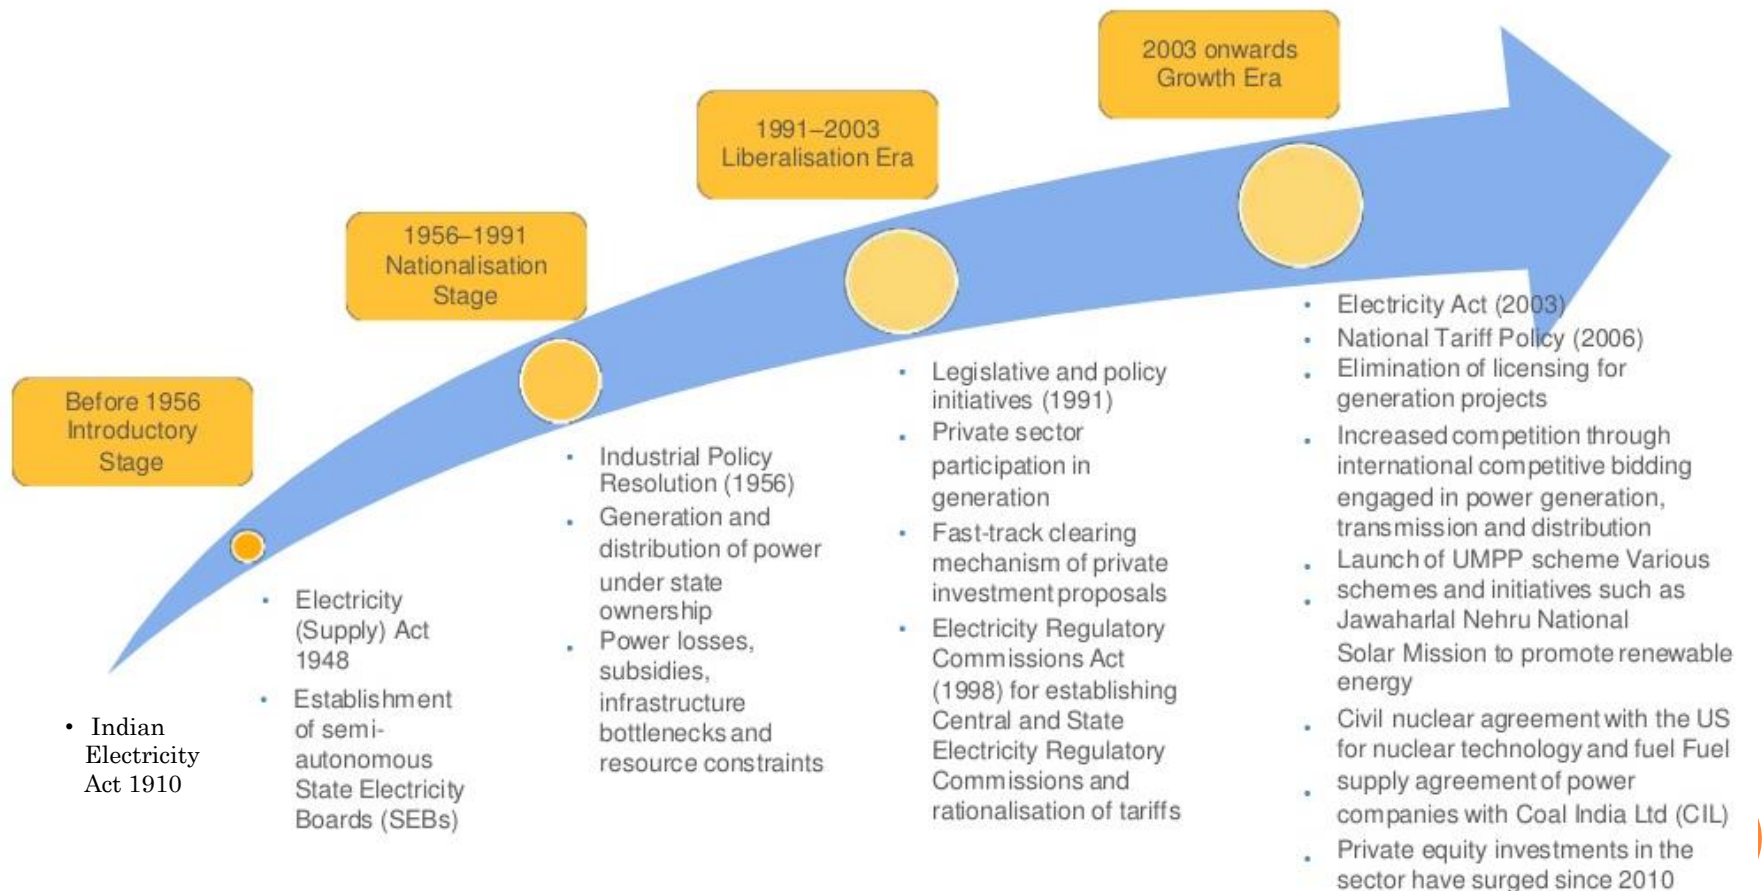 2003 onwards
Growth Era
1991–2003
Liberalisation Era
1956–1991
Nationalisation
Stage
Before 1956
Introductory
Stage
• Indian
Electricity
Act 1910
• Electricity
(Supply) Act
1948
• Establishment
of semi-
autonomous
State Electricity
Boards (SEBs)
• Industrial Policy
Resolution (1956)
• Generation and
distribution of power
under state
ownership
• Power losses,
subsidies,
infrastructure
bottlenecks and
resource constraints
• Legislative and policy
initiatives (1991)
• Private sector
participation in
generation
• Fast-track clearing
mechanism of private
investment proposals
• Electricity Regulatory
Commissions Act
(1998) for establishing
Central and State
Electricity Regulatory
Commissions and
rationalisation of tariffs
• Electricity Act (2003)
• National Tariff Policy (2006)
• Elimination of licensing for
generation projects
• Increased competition through
international competitive bidding
engaged in power generation,
transmission and distribution
• Launch of UMPP scheme Various
• schemes and initiatives such as
Jawaharlal Nehru National
Solar Mission to promote renewable
energy
• Civil nuclear agreement with the US
for nuclear technology and fuel Fuel
• supply agreement of power
companies with Coal India Ltd (CIL)
• Private equity investments in the
sector have surged since 2010